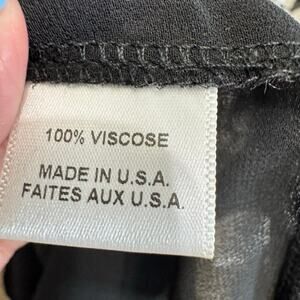 100% VISCOSE
MADE IN U.S.A.
FAITES AUX U.S.A.